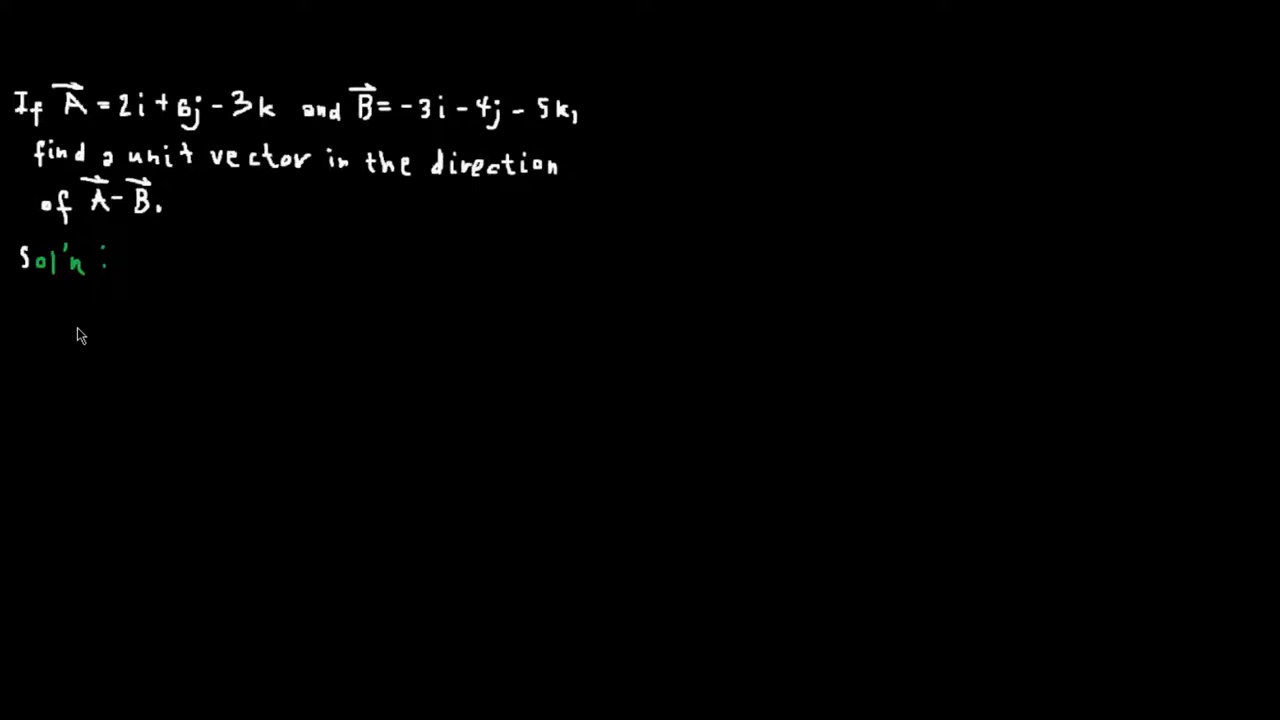 If A⃗ = 2i + 6j - 3k and B⃗ = -3i - 4j - 5k,
find a unit vector in the direction
of A⃗ - B⃗.
Sol'n :